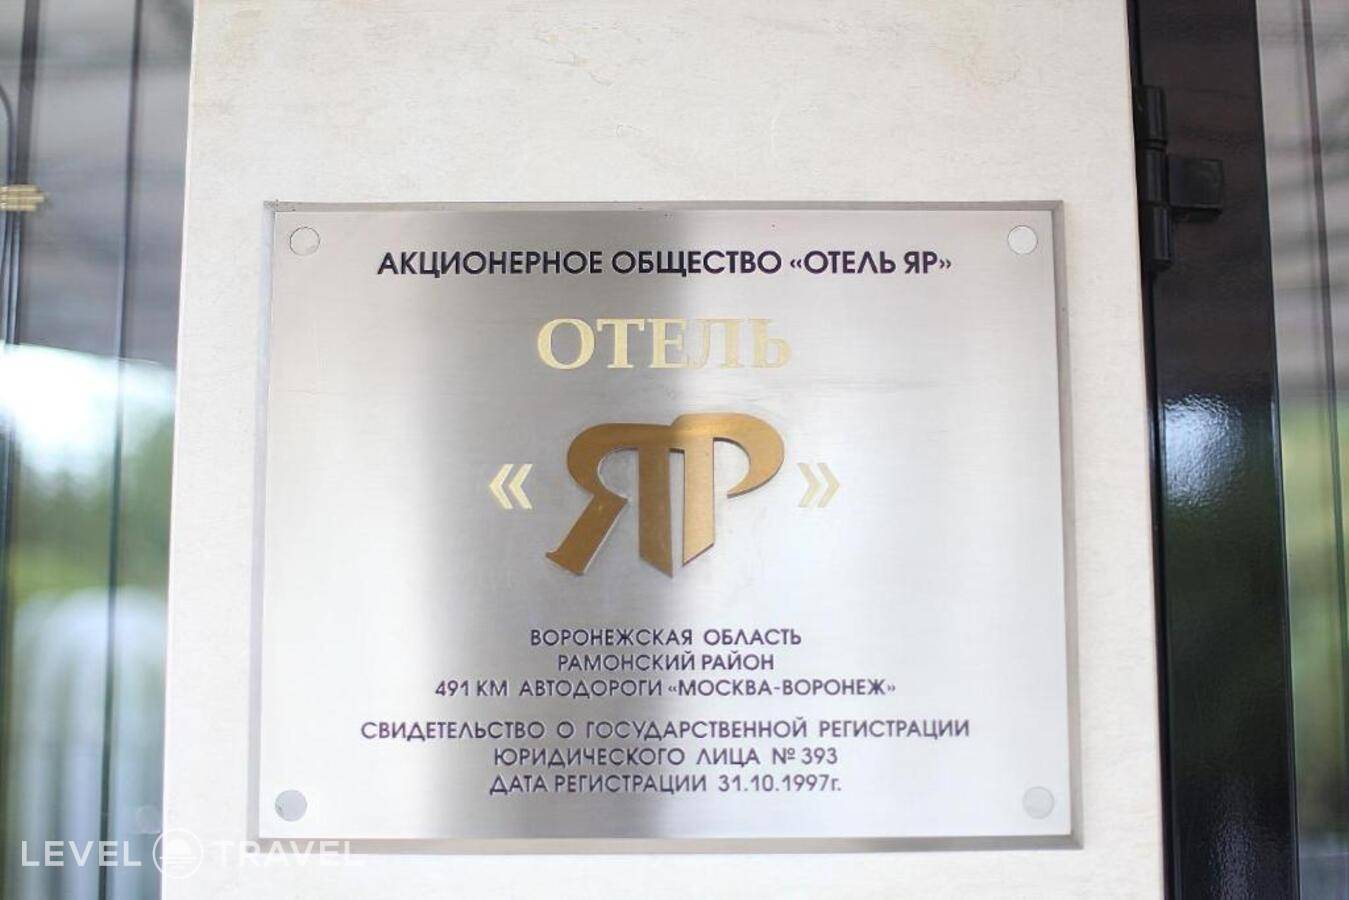 АКЦИОНЕРНОЕ ОБЩЕСТВО «ОТЕЛЬ ЯР»
ОТЕЛЬ
«ЯР»
ВОРОНЕЖСКАЯ ОБЛАСТЬ
РАМОНСКИЙ РАЙОН
491 КМ АВТОДОРОГИ «МОСКВА-ВОРОНЕЖ»
СВИДЕТЕЛЬСТВО О ГОСУДАРСТВЕННОЙ РЕГИСТРАЦИИ
ЮРИДИЧЕСКОГО ЛИЦА № 393
ДАТА РЕГИСТРАЦИИ 31.10.1997г.
LEVEL TRAVEL